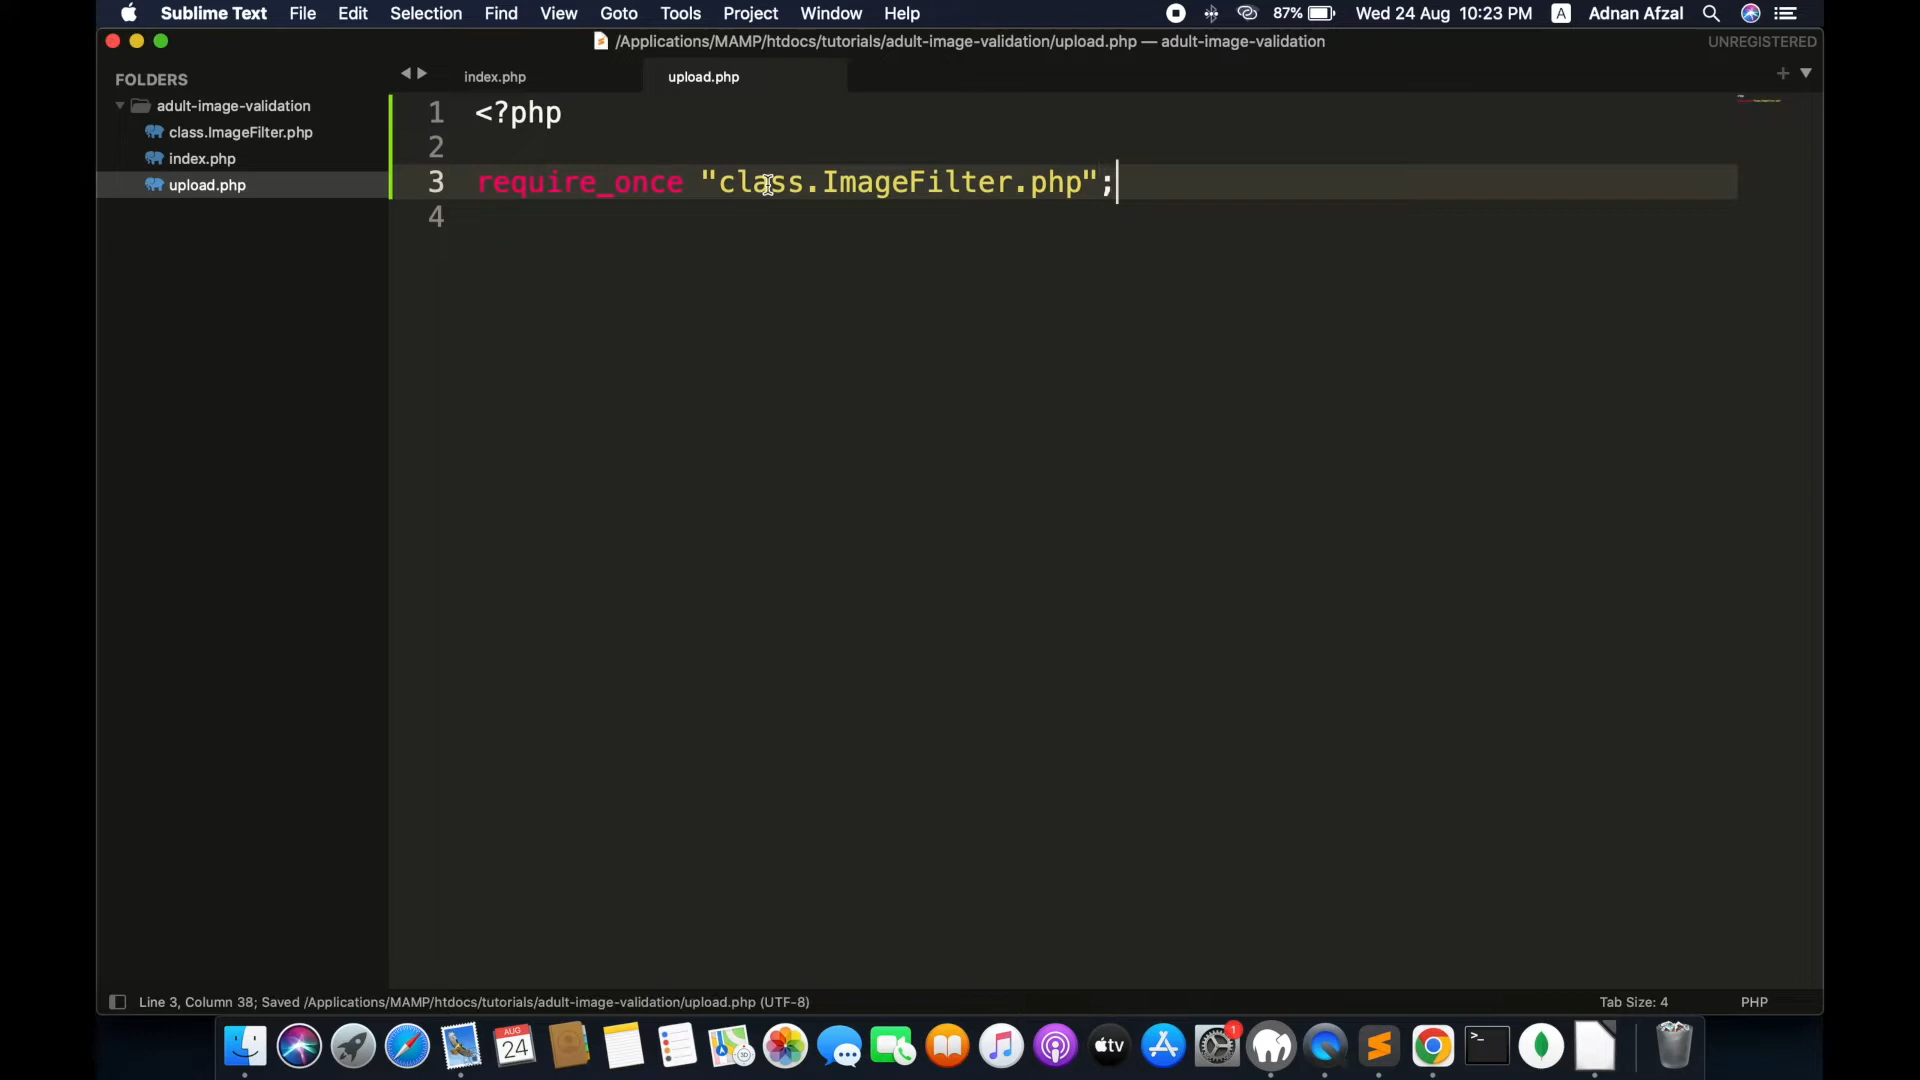 Sublime Text File Edit Selection Find View Goto Tools Project Window Help 87% Wed 24 Aug 10:23 PM A Adnan Afzal
/Applications/MAMP/htdocs/tutorials/adult-image-validation/upload.php — adult-image-validation UNREGISTERED
FOLDERS
adult-image-validation
class.ImageFilter.php
index.php
upload.php
index.php upload.php
1 <?php
2
3 require_once "class.ImageFilter.php";
4
Line 3, Column 38; Saved /Applications/MAMP/htdocs/tutorials/adult-image-validation/upload.php (UTF-8) Tab Size: 4 PHP
AUG
24
tv
1